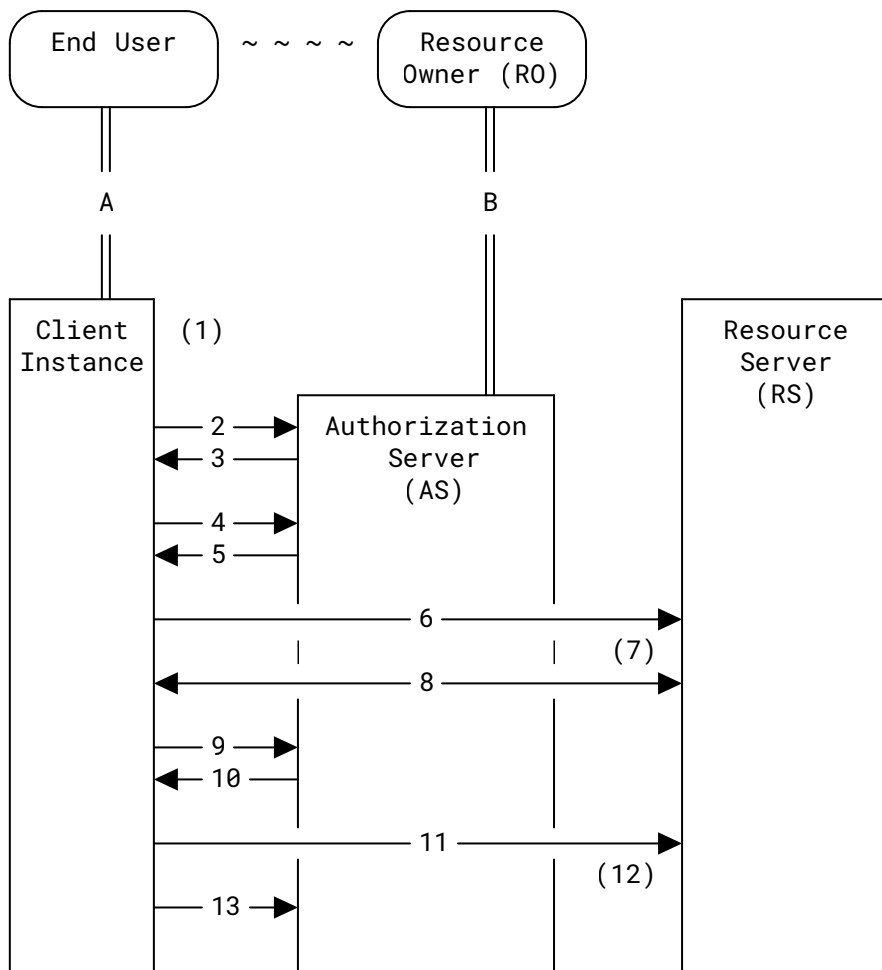 End User ~ ~ ~ ~ Resource
Owner (RO)
A B
Client (1) Resource
Instance Server
(RS)
2 Authorization
3 Server
(AS)
4
5
6
(7)
8
9
10
11
(12)
13